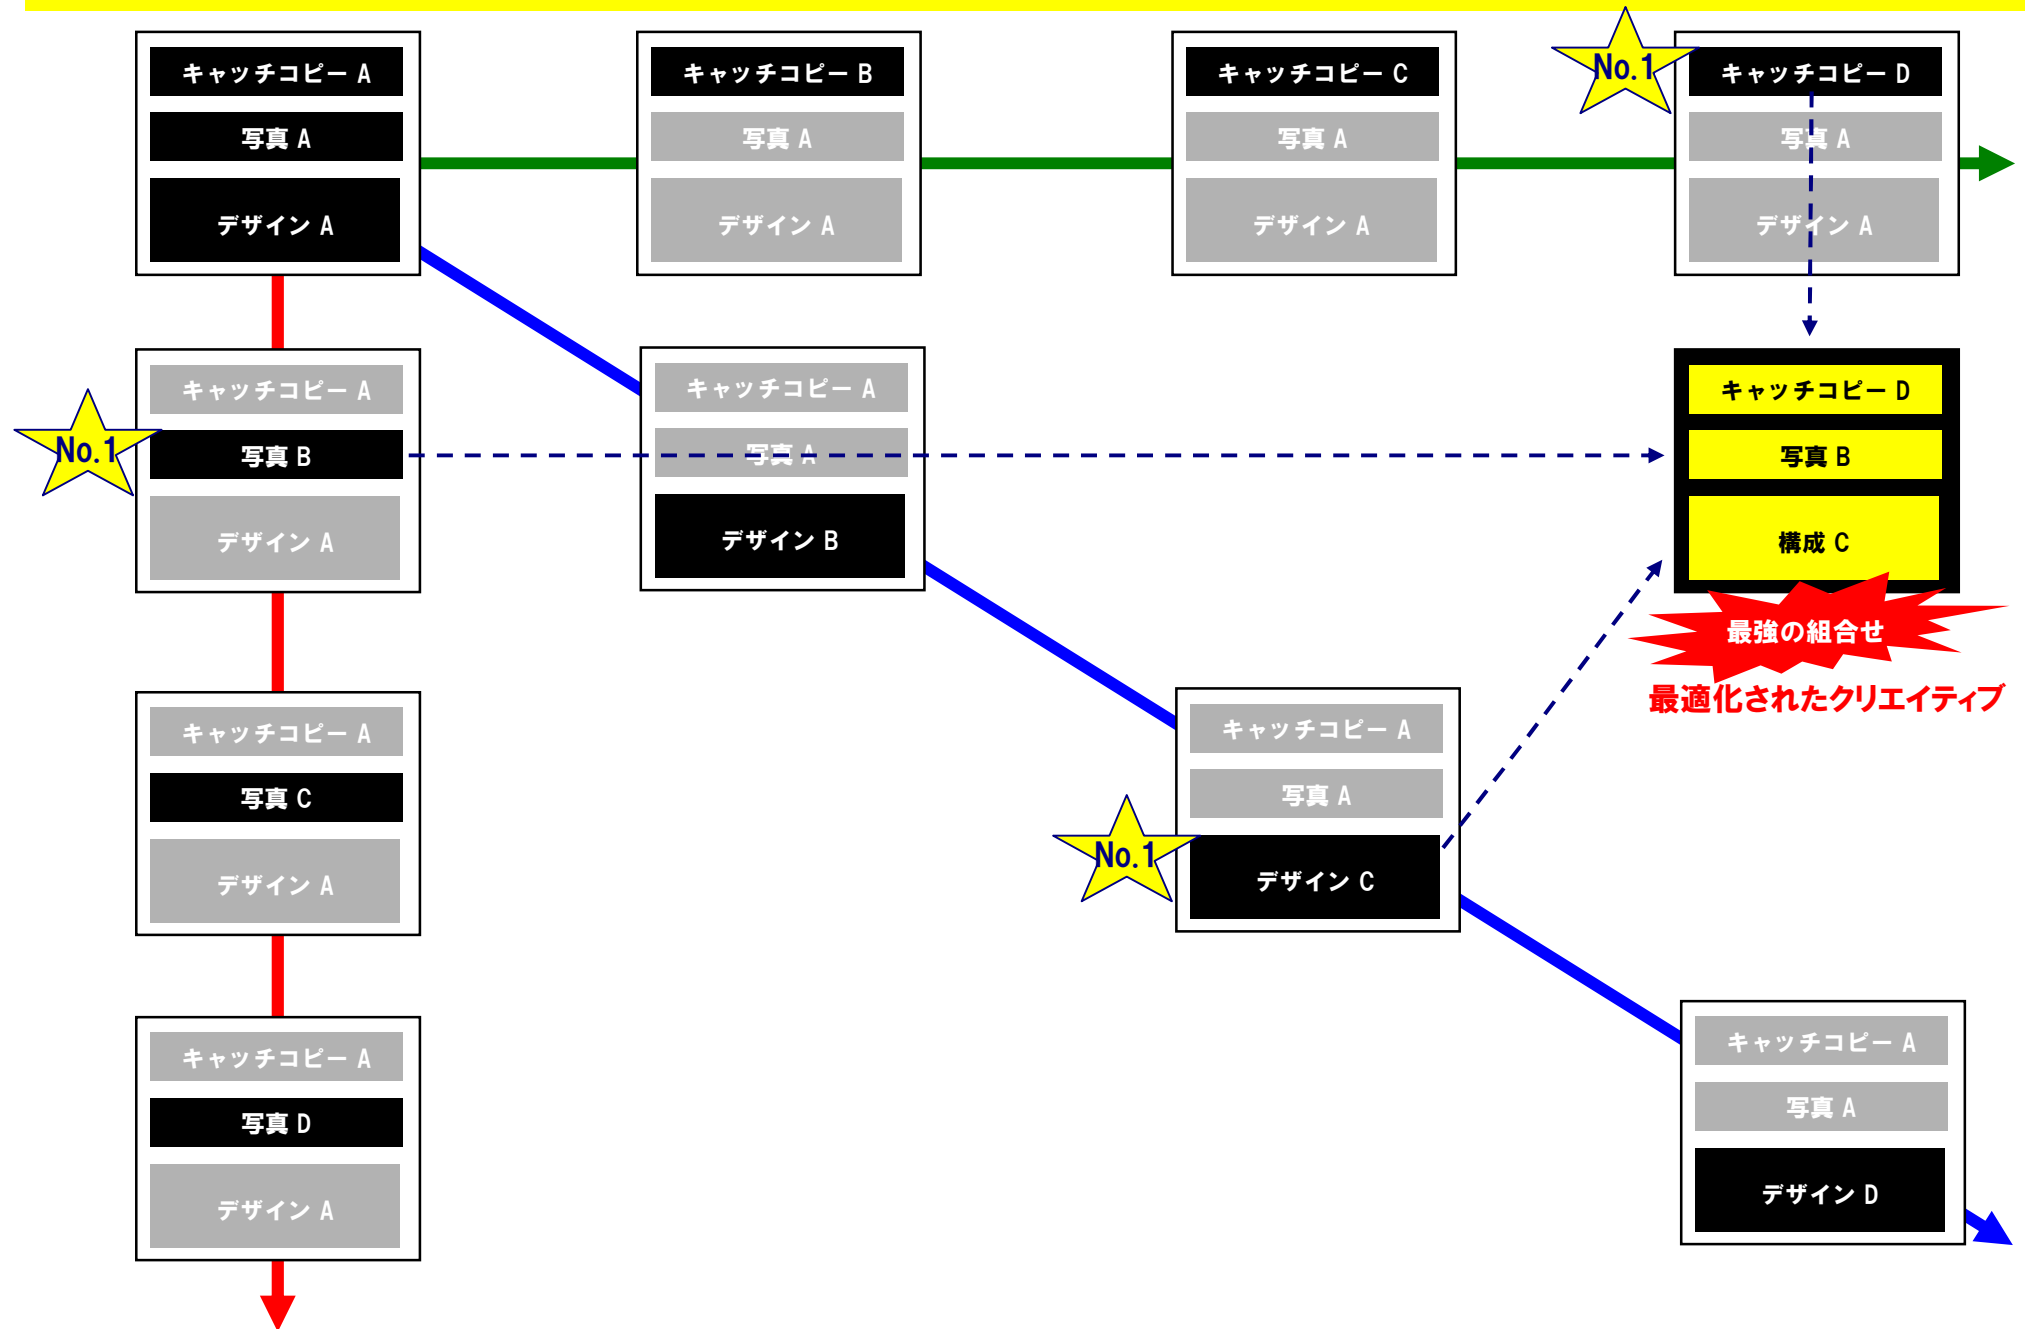 キャッチコピー A
写真 A
デザイン A
キャッチコピー B
写真 A
デザイン A
キャッチコピー C
写真 A
デザイン A
No.1
キャッチコピー D
写真 A
デザイン A
No.1
キャッチコピー A
写真 B
デザイン A
キャッチコピー A
写真 A
デザイン B
キャッチコピー D
写真 B
構成 C
最強の組合せ
最適化されたクリエイティブ
キャッチコピー A
写真 C
デザイン A
No.1
キャッチコピー A
写真 A
デザイン C
キャッチコピー A
写真 D
デザイン A
キャッチコピー A
写真 A
デザイン D